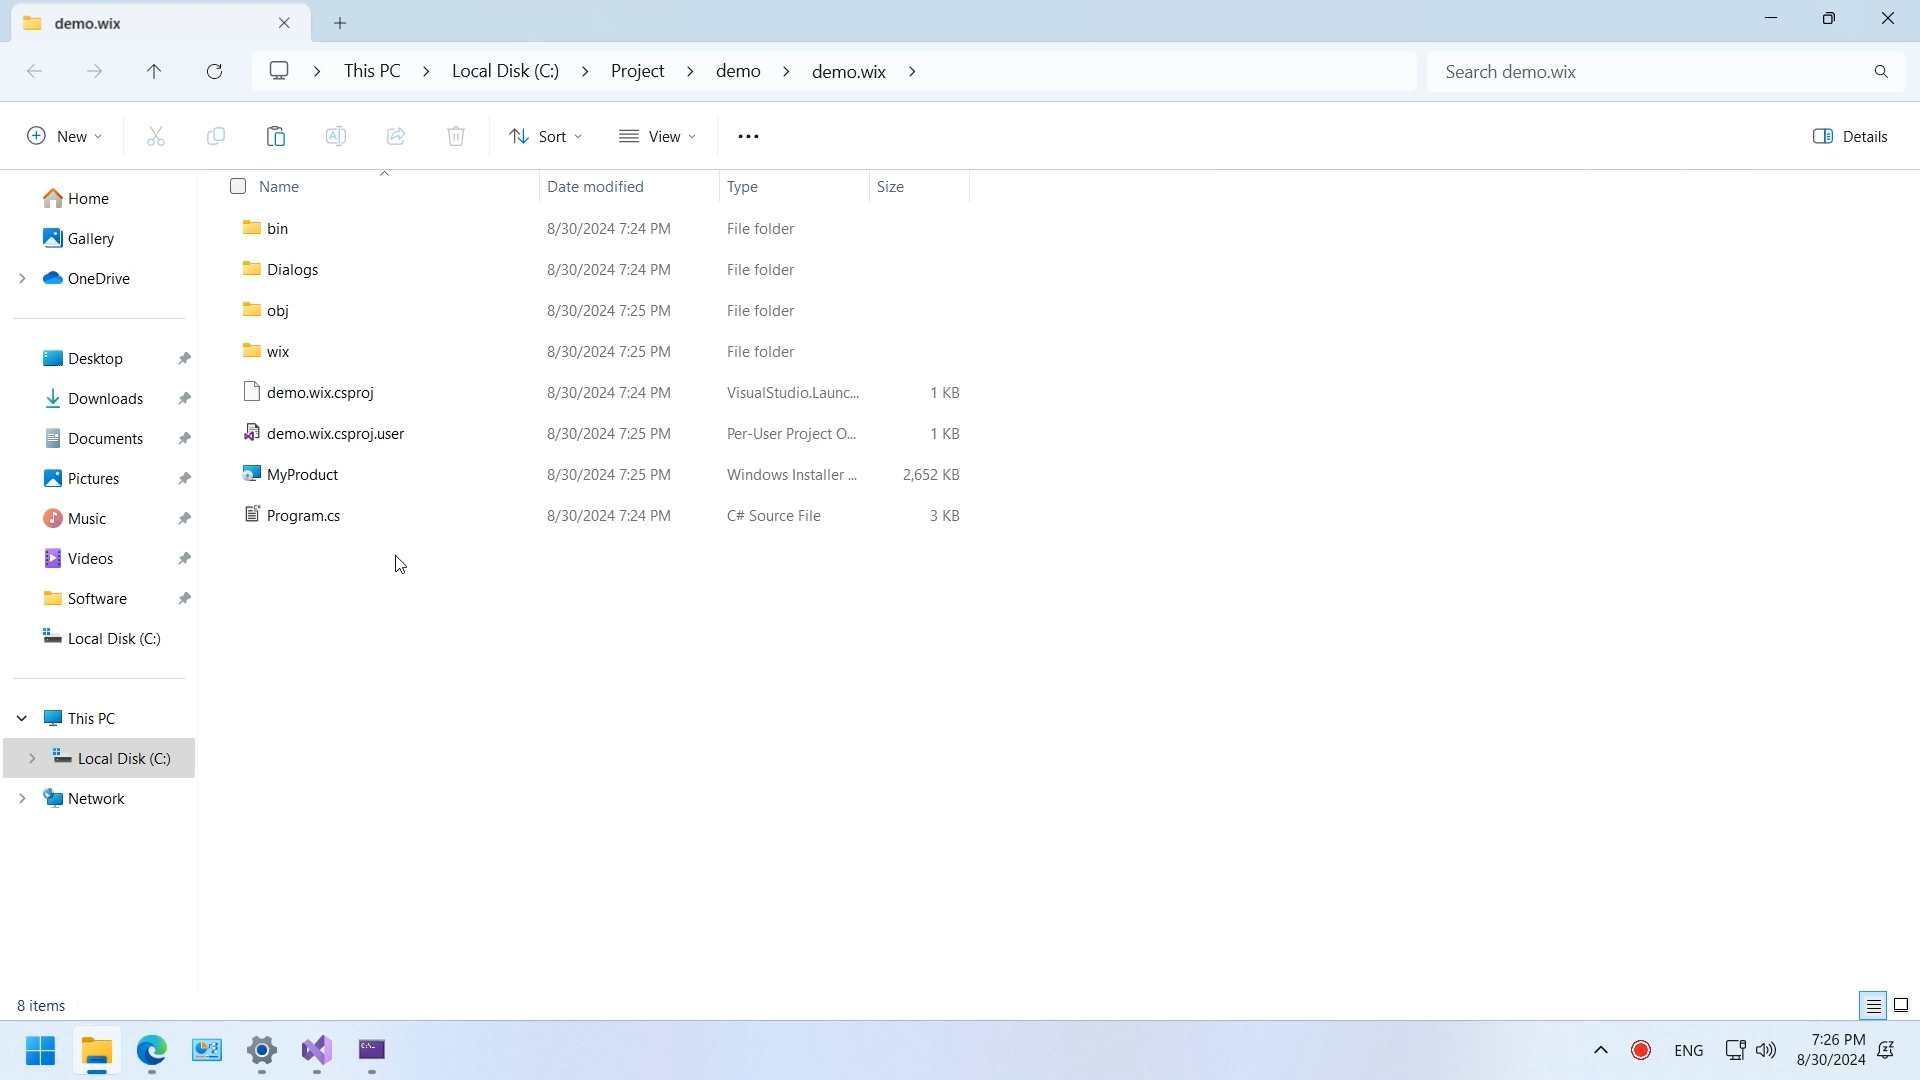 demo.wix
This PC
Local Disk (C:)
Project
demo
demo.wix
Search demo.wix
New
Sort
View
Details
Name
Date modified
Type
Size
bin
8/30/2024 7:24 PM
File folder
Dialogs
8/30/2024 7:24 PM
File folder
obj
8/30/2024 7:25 PM
File folder
wix
8/30/2024 7:25 PM
File folder
demo.wix.csproj
8/30/2024 7:24 PM
VisualStudio.Launc...
1 KB
demo.wix.csproj.user
8/30/2024 7:25 PM
Per-User Project O...
1 KB
MyProduct
8/30/2024 7:25 PM
Windows Installer ...
2,652 KB
Program.cs
8/30/2024 7:24 PM
C# Source File
3 KB
Home
Gallery
OneDrive
Desktop
Downloads
Documents
Pictures
Music
Videos
Software
Local Disk (C:)
This PC
Local Disk (C:)
Network
8 items
ENG
7:26 PM
8/30/2024